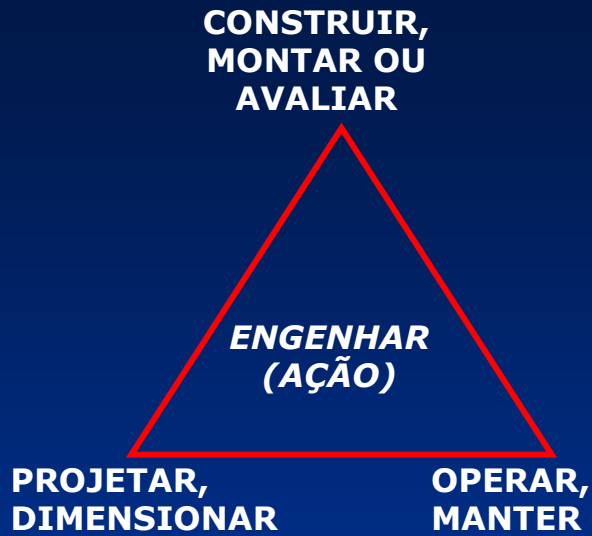 CONSTRUIR,
MONTAR OU
AVALIAR
ENGENHAR
(AÇÃO)
PROJETAR,
DIMENSIONAR
OPERAR,
MANTER